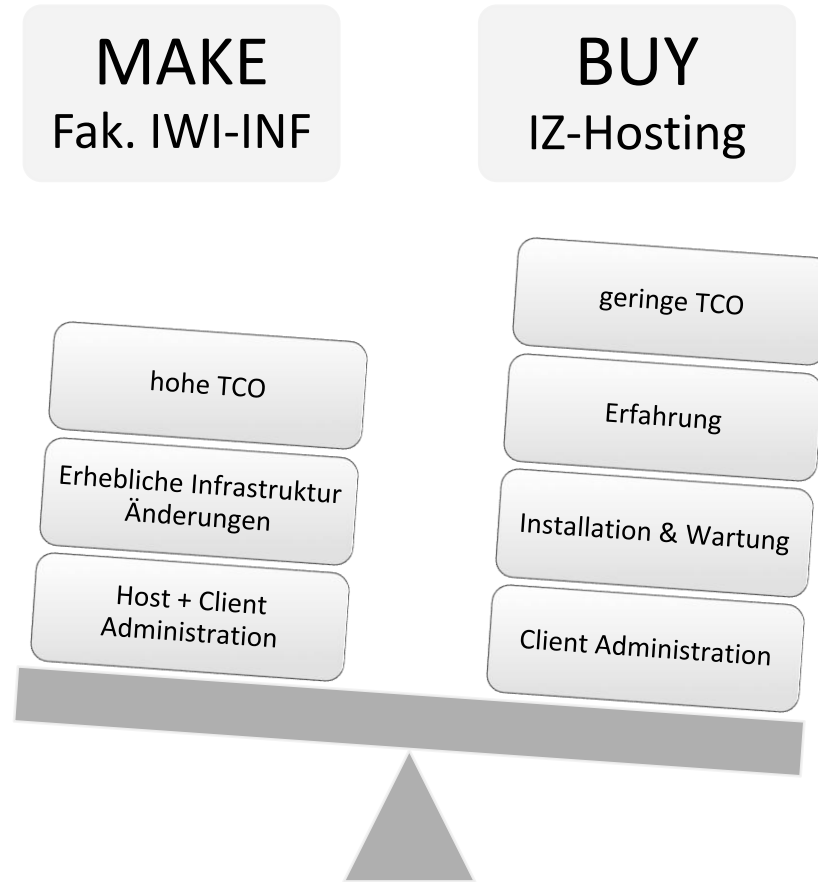 MAKE
Fak. IWI-INF
BUY
IZ-Hosting
hohe TCO
Erhebliche Infrastruktur
Änderungen
Host + Client
Administration
geringe TCO
Erfahrung
Installation & Wartung
Client Administration